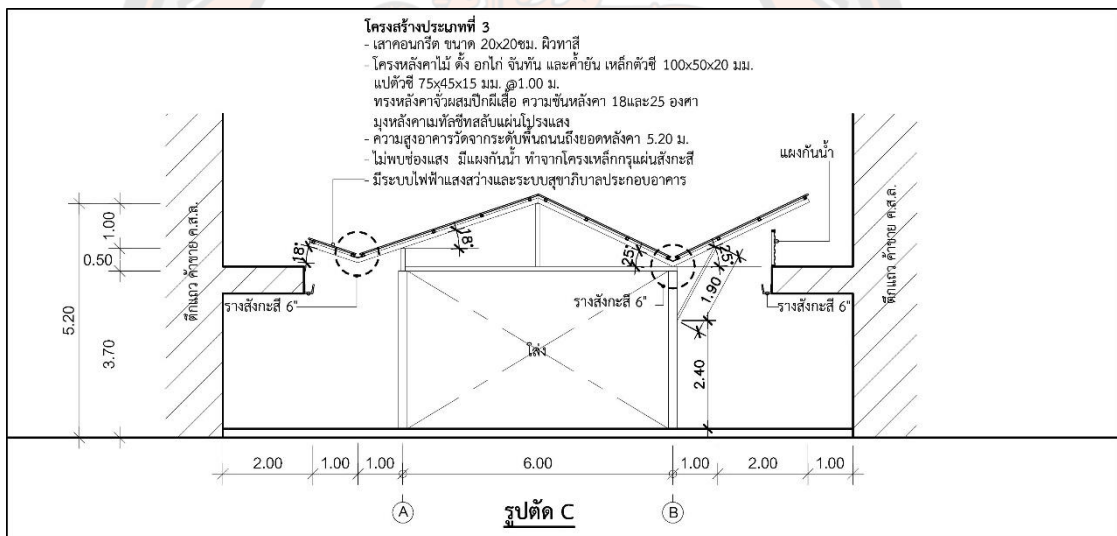 โครงสร้างประเภทที่ 3
- เสาคอนกรีต ขนาด 20x20ซม. ผิวทาสี
- โครงหลังคาไม้ ดั้ง อกไก่ จันทัน และค้ำยัน เหล็กตัวซี 100x50x20 มม.
แปตัวซี 75x45x15 มม. @1.00 ม.
ทรงหลังคาจั่วผสมปีกผีเสื้อ ความชันหลังคา 18และ25 องศา
มุงหลังคาเมทัลชีทสลับแผ่นโปรงแสง
- ความสูงอาคารวัดจากระดับพื้นถนนถึงยอดหลังคา 5.20 ม.
- ไม่พบช่องแสง มีแผงกันน้ำ ทำจากโครงเหล็กกรุแผ่นสังกะสี
- มีระบบไฟฟ้าแสงสว่างและระบบสุขาภิบาลประกอบอาคาร
แผงกันน้ำ
ตึกแถว ค้าขาย ค.ส.ล.
ตึกแถว ค้าขาย ค.ส.ล.
1.00
0.50
5.20
3.70
18°
18°
25°
25°
1.90
2.40
รางสังกะสี 6"
รางสังกะสี 6"
รางสังกะสี 6"
โล่ง
2.00 1.00 1.00 6.00 1.00 2.00 1.00
A B
รูปตัด C